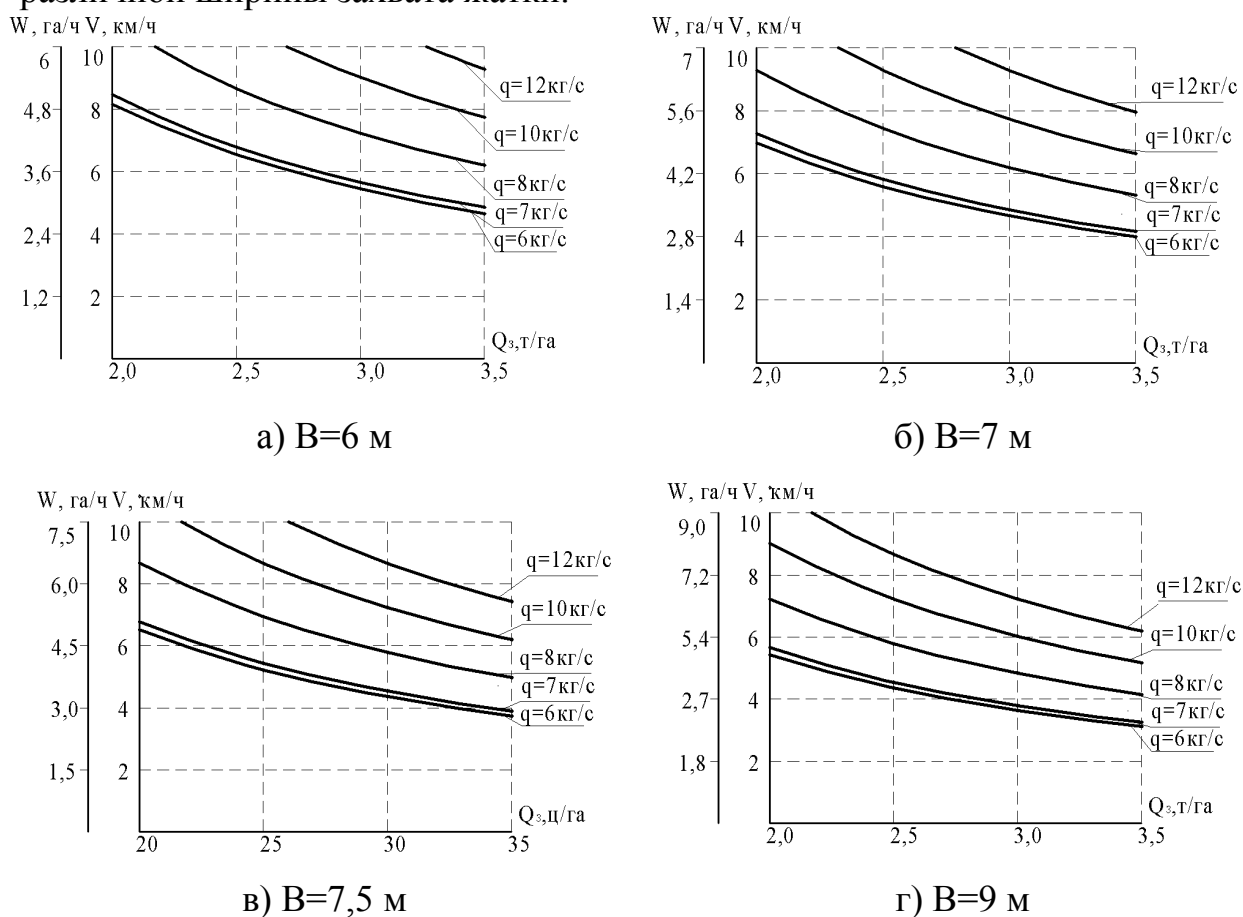 различной ширины захвата жатки:
W, га/ч V, км/ч
6 10
q=12кг/с
4,8 8
q=10кг/с
3,6 6
q=8кг/с
q=7кг/с
2,4 4
q=6кг/с
1,2 2
Qз,т/га
2,0 2,5 3,0 3,5
а) В=6 м
W, га/ч V, км/ч
7 10
q=12кг/с
5,6 8
q=10кг/с
4,2 6
q=8кг/с
q=7кг/с
2,8 4
q=6кг/с
1,4 2
Qз,т/га
2,0 2,5 3,0 3,5
б) В=7 м
W, га/ч V, км/ч
7,5 10
q=12кг/с
6,0 8
q=10кг/с
4,5 6
q=8кг/с
q=7кг/с
3,0 4
q=6кг/с
1,5 2
Qз,ц/га
20 25 30 35
в) В=7,5 м
W, га/ч V, км/ч
9,0 10
q=12кг/с
7,2 8
q=10кг/с
5,4 6
q=8кг/с
2,7 4
q=7кг/с
q=6кг/с
1,8 2
Qз,т/га
2,0 2,5 3,0 3,5
г) В=9 м